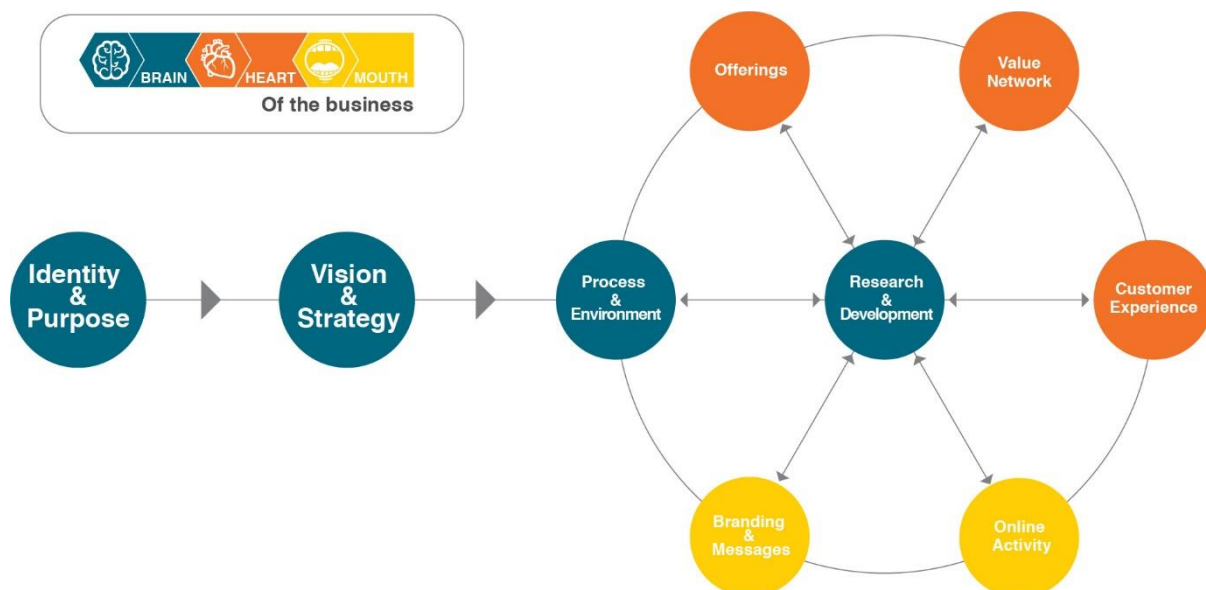 BRAIN HEART MOUTH
Of the business
Offerings
Value
Network
Identity
&
Purpose
Vision
&
Strategy
Process
&
Environment
Research
&
Development
Customer
Experience
Branding
&
Messages
Online
Activity